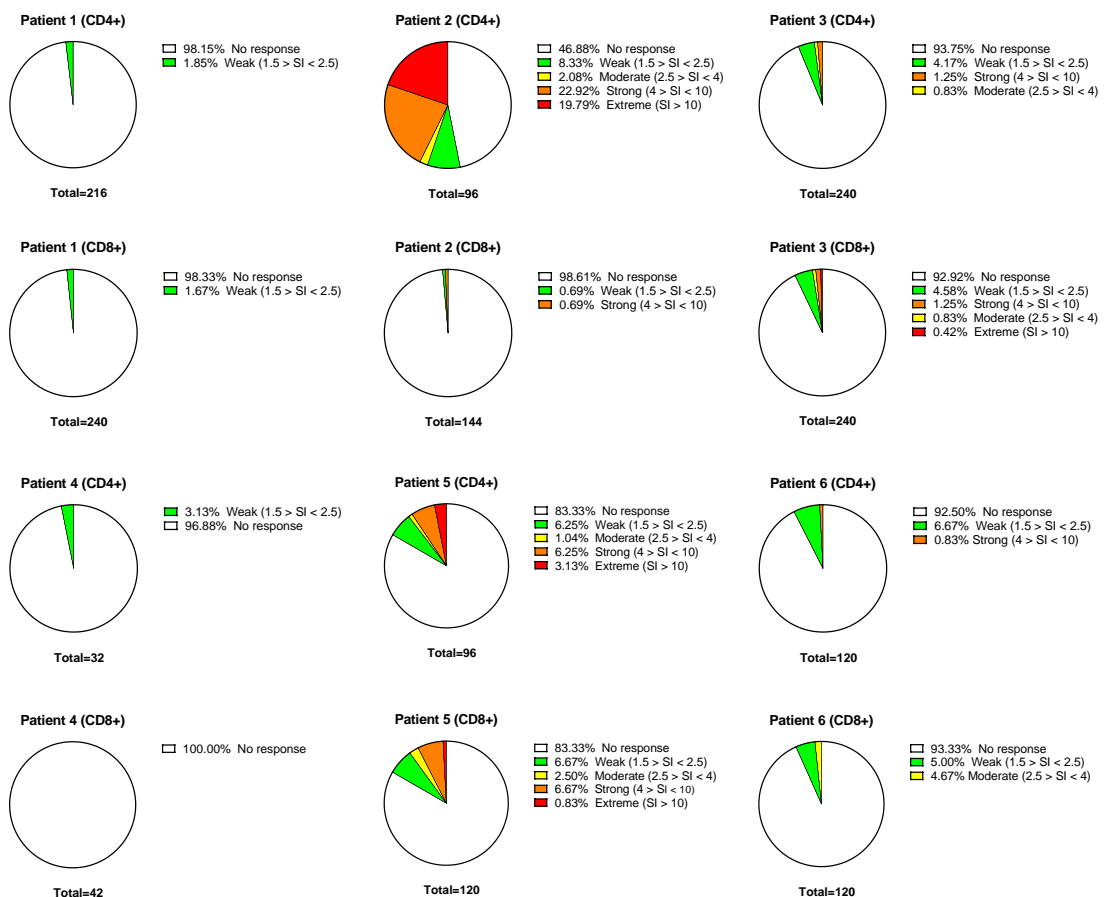 Patient 1 (CD4+)
98.15% No response
1.85% Weak (1.5 > SI < 2.5)
Total=216
Patient 2 (CD4+)
46.88% No response
8.33% Weak (1.5 > SI < 2.5)
2.08% Moderate (2.5 > SI < 4)
22.92% Strong (4 > SI < 10)
19.79% Extreme (SI > 10)
Total=96
Patient 3 (CD4+)
93.75% No response
4.17% Weak (1.5 > SI < 2.5)
1.25% Strong (4 > SI < 10)
0.83% Moderate (2.5 > SI < 4)
Total=240
Patient 1 (CD8+)
98.33% No response
1.67% Weak (1.5 > SI < 2.5)
Total=240
Patient 2 (CD8+)
98.61% No response
0.69% Weak (1.5 > SI < 2.5)
0.69% Strong (4 > SI < 10)
Total=144
Patient 3 (CD8+)
92.92% No response
4.58% Weak (1.5 > SI < 2.5)
1.25% Strong (4 > SI < 10)
0.83% Moderate (2.5 > SI < 4)
0.42% Extreme (SI > 10)
Total=240
Patient 4 (CD4+)
3.13% Weak (1.5 > SI < 2.5)
96.88% No response
Total=32
Patient 5 (CD4+)
83.33% No response
6.25% Weak (1.5 > SI < 2.5)
1.04% Moderate (2.5 > SI < 4)
6.25% Strong (4 > SI < 10)
3.13% Extreme (SI > 10)
Total=96
Patient 6 (CD4+)
92.50% No response
6.67% Weak (1.5 > SI < 2.5)
0.83% Strong (4 > SI < 10)
Total=120
Patient 4 (CD8+)
100.00% No response
Total=42
Patient 5 (CD8+)
83.33% No response
6.67% Weak (1.5 > SI < 2.5)
2.50% Moderate (2.5 > SI < 4)
6.67% Strong (4 > SI < 10)
0.83% Extreme (SI > 10)
Total=120
Patient 6 (CD8+)
93.33% No response
5.00% Weak (1.5 > SI < 2.5)
4.67% Moderate (2.5 > SI < 4)
Total=120